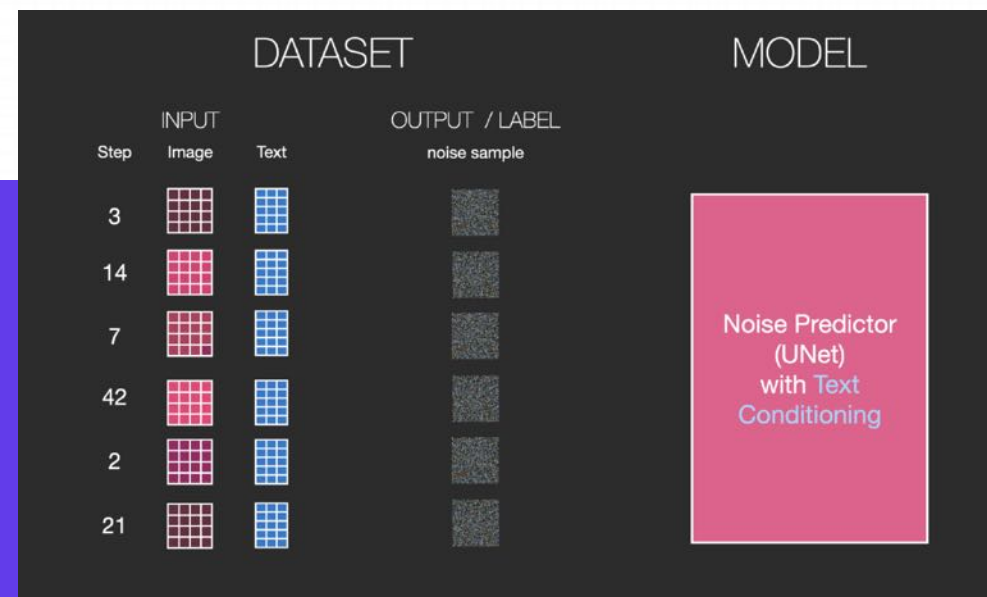 DATASET
MODEL
INPUT
OUTPUT / LABEL
Step Image Text
noise sample
3
14
7
42
2
21
Noise Predictor
(UNet)
with Text
Conditioning